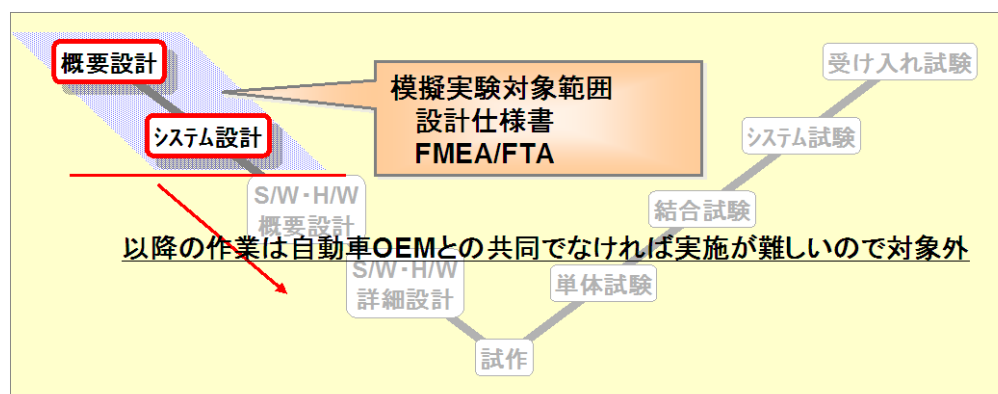 概要設計
システム設計
模擬実験対象範囲
設計仕様書
FMEA/FTA
S/W・H/W
概要設計
以降の作業は自動車OEMとの共同でなければ実施が難しいので対象外
S/W・H/W
詳細設計
試作
単体試験
結合試験
システム試験
受け入れ試験